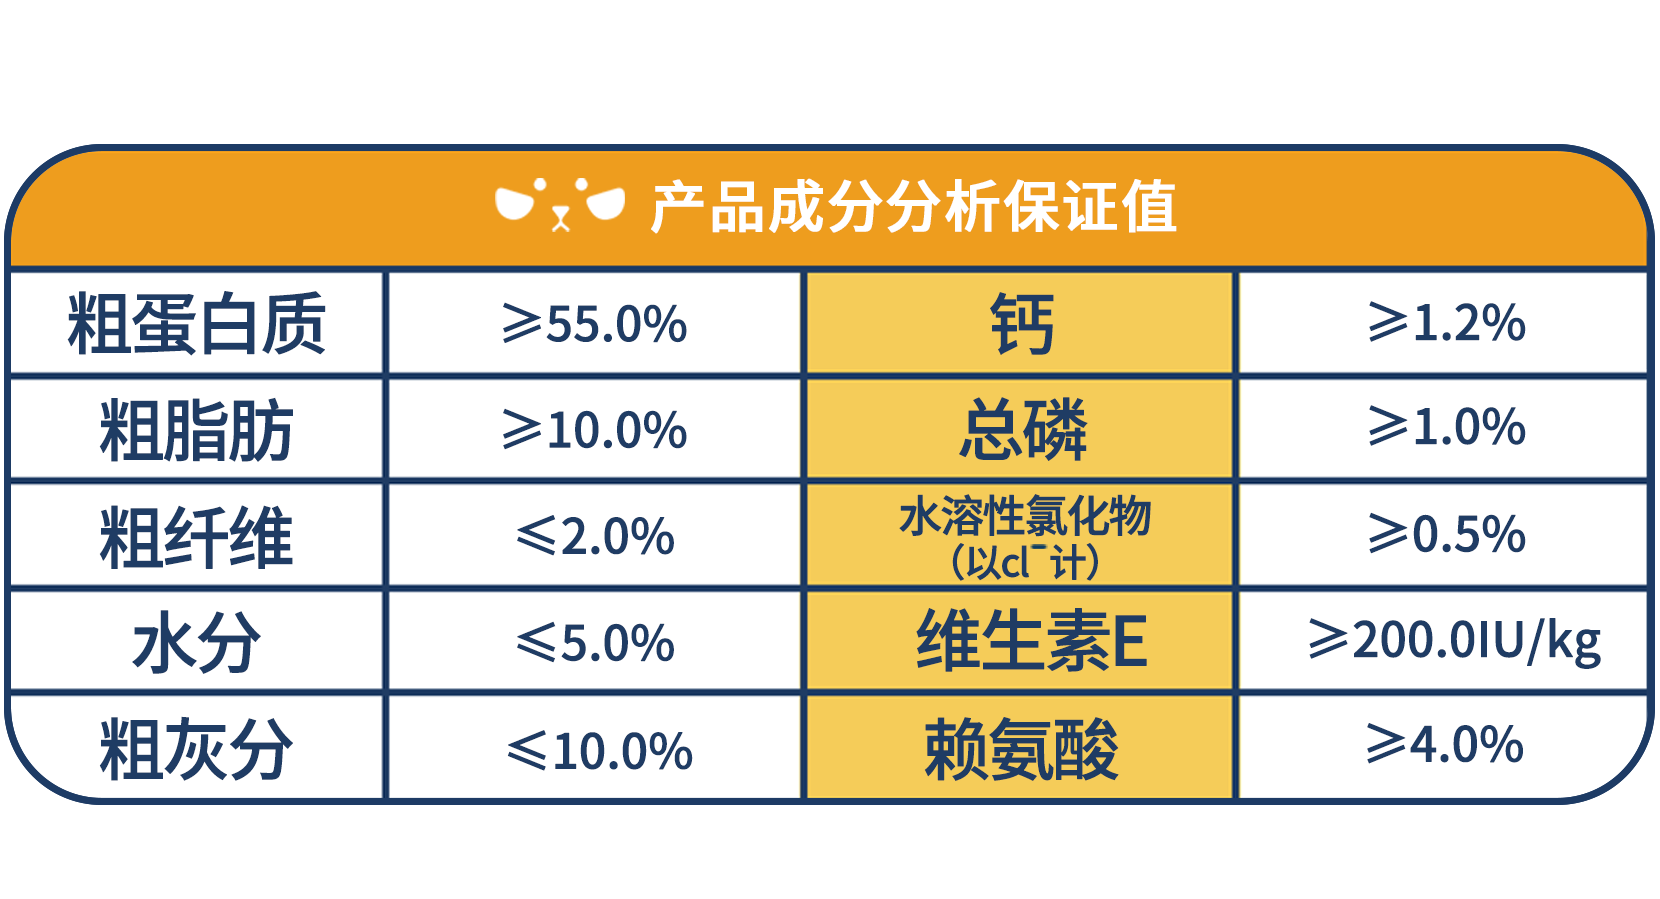 产品成分分析保证值
粗蛋白质 ⩾55.0% 钙 ⩾1.2%
粗脂肪 ⩾10.0% 总磷 ⩾1.0%
粗纤维 ⩽2.0% 水溶性氯化物
（以cl⁻计） ⩾0.5%
水分 ⩽5.0% 维生素E ⩾200.0IU/kg
粗灰分 ⩽10.0% 赖氨酸 ⩾4.0%